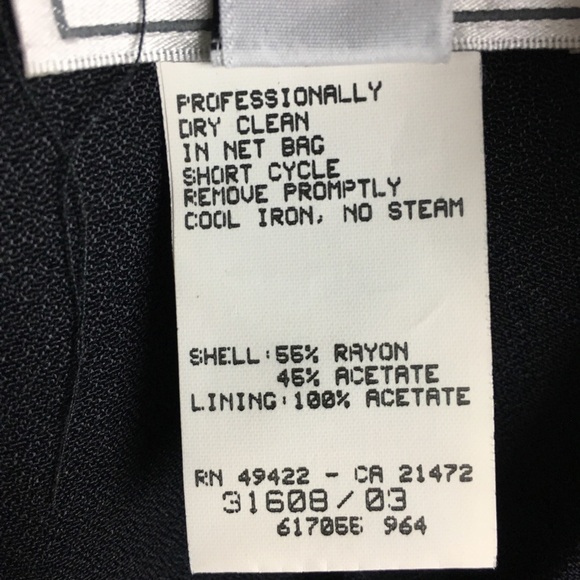 PROFESSIONALLY
DRY CLEAN
IN NET BAG
SHORT CYCLE
REMOVE PROMPTLY
COOL IRON, NO STEAM
SHELL: 55% RAYON
45% ACETATE
LINING: 100% ACETATE
RN 49422 - CA 21472
31608/03
964